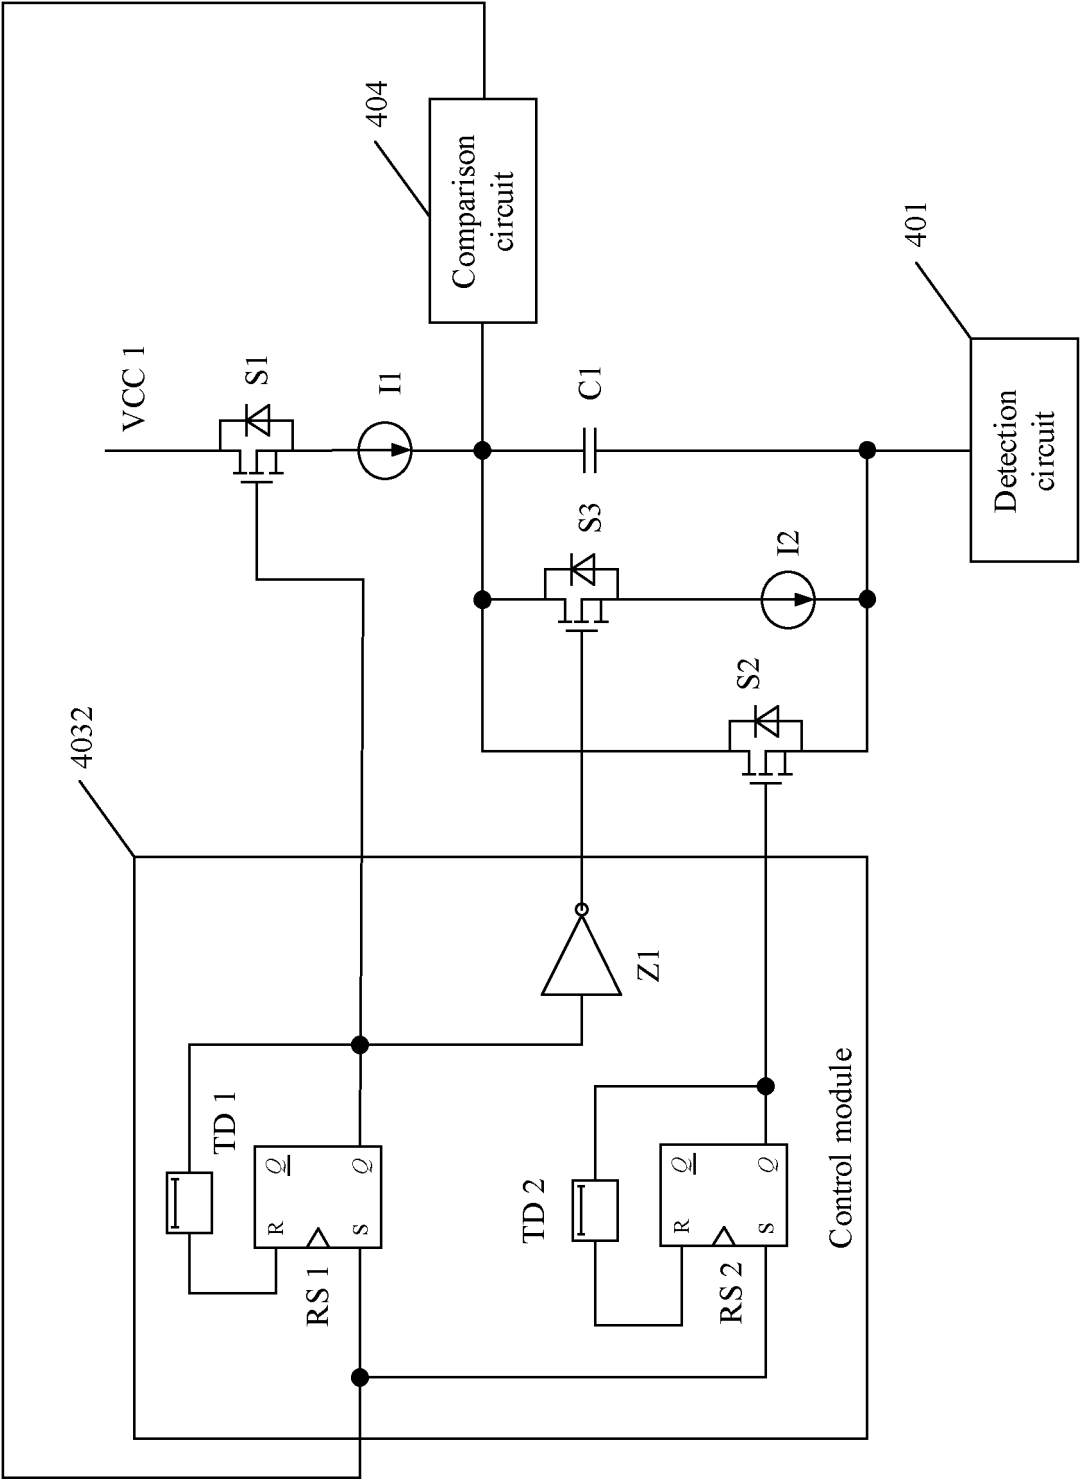 404
Comparison
circuit
401
Detection
circuit
VCC 1
S1
I1
C1
S3
I2
S2
4032
Z1
TD 1
Q
Q
R
S
RS 1
TD 2
Q
Q
R
S
RS 2
Control module